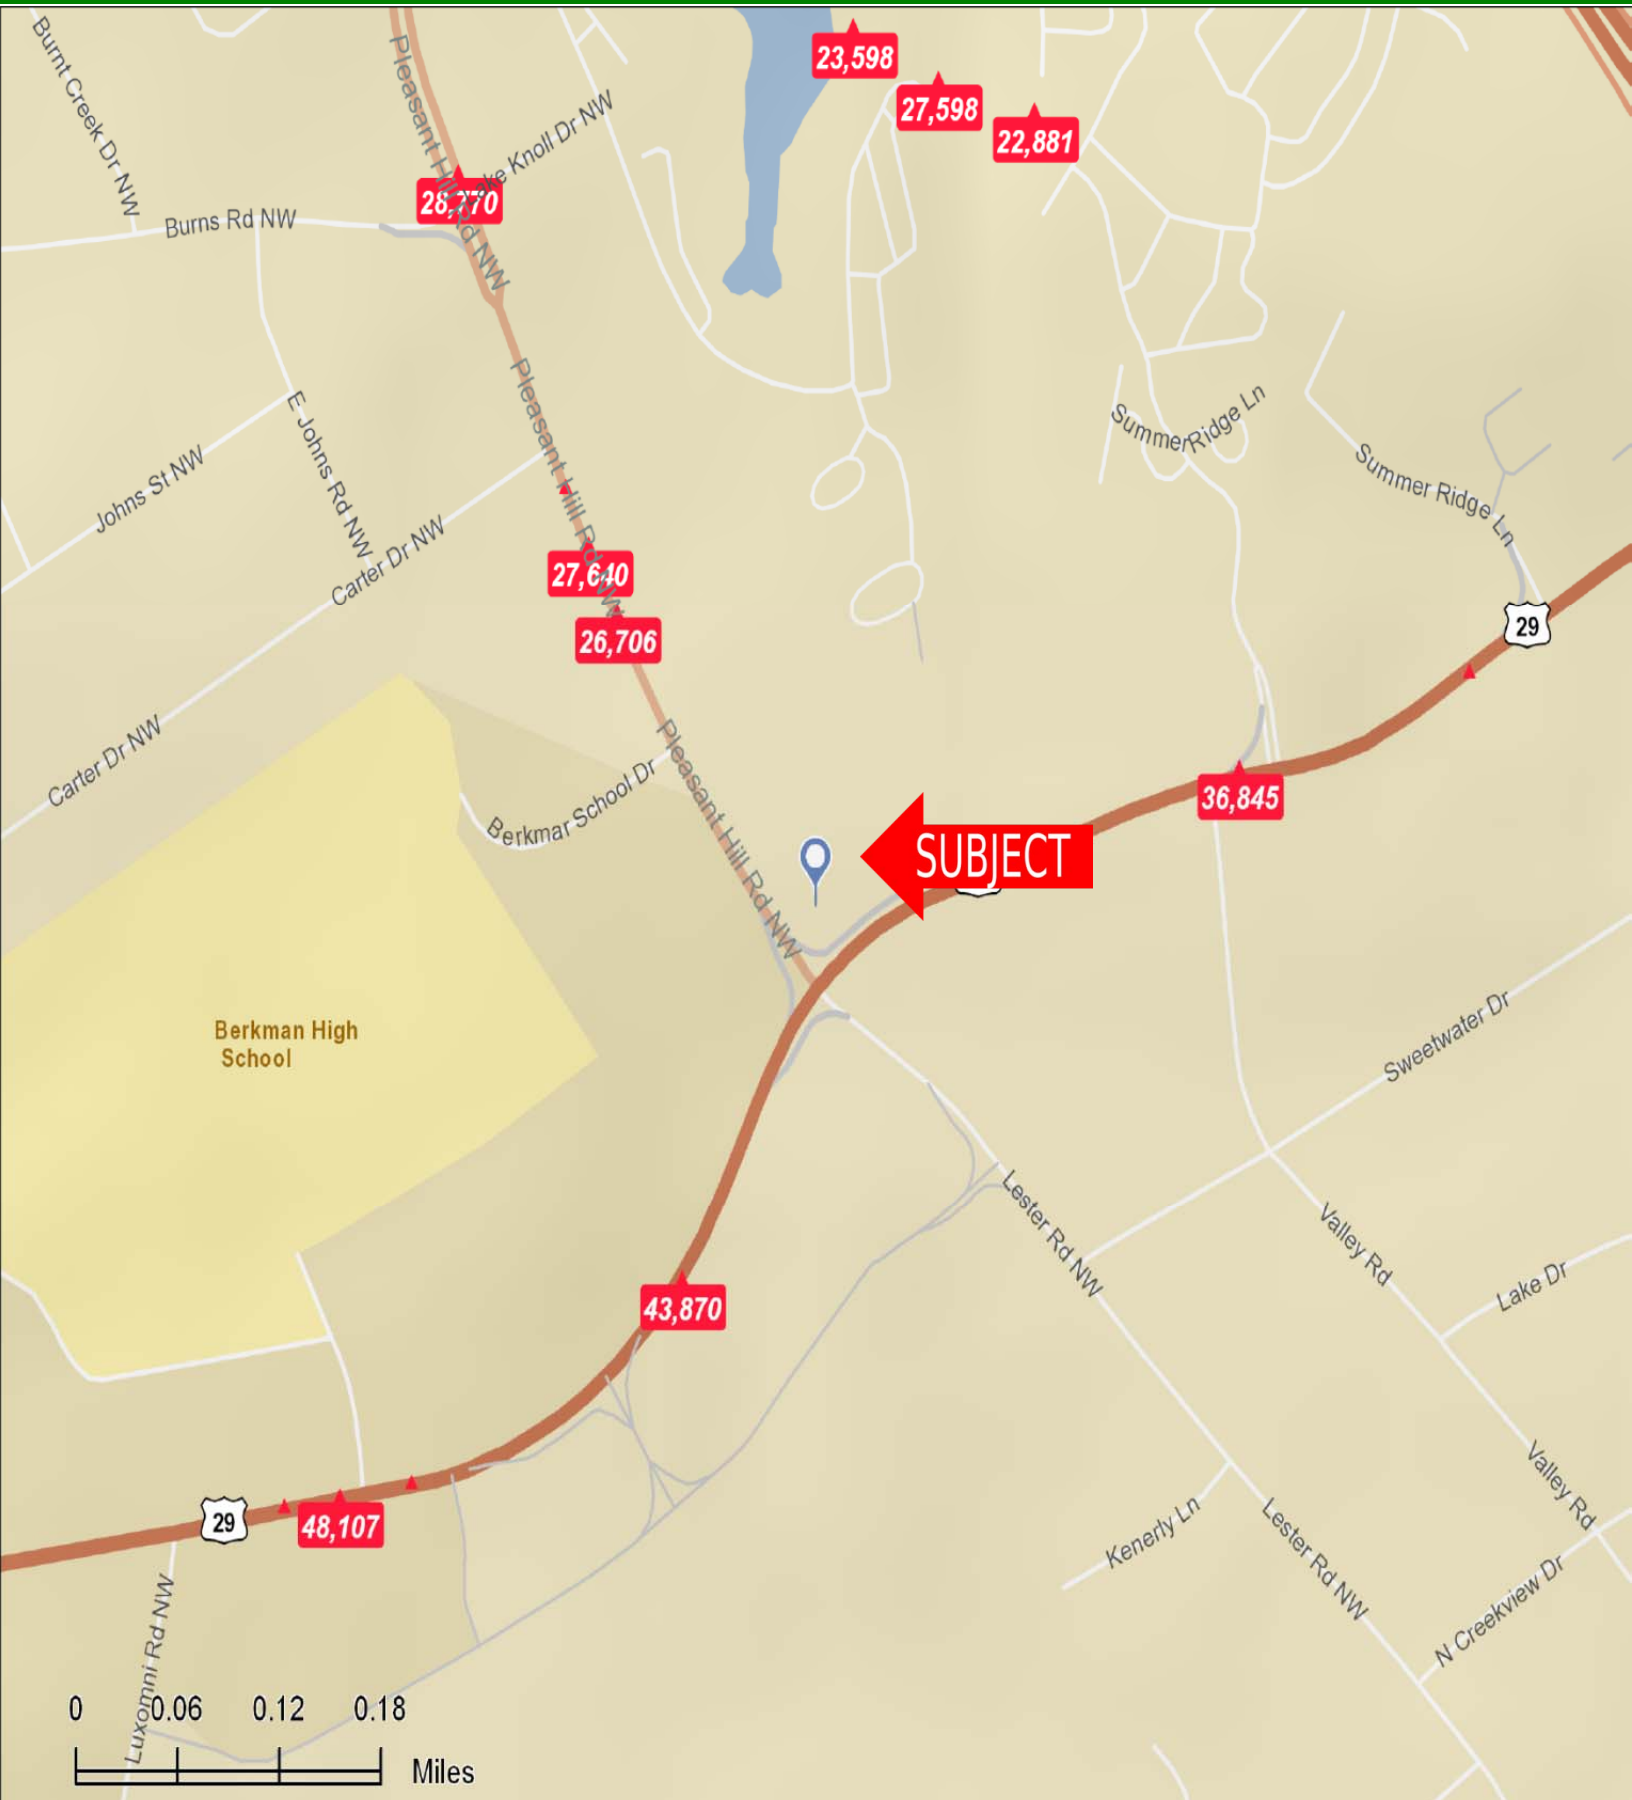 Burnt Creek Dr NW
Pleasant Hill Rd NW
23,598
27,598
22,881
Lake Knoll Dr NW
Burns Rd NW
Pleasant Hill Rd NW
E Johns Rd NW
Johns St NW
Carter Dr NW
SummerRidge Ln
Summer Ridge Ln
27,640
26,706
29
Carter Dr NW
Berkmar School Dr
Pleasant Hill Rd NW
36,845
SUBJECT
Berkman High
School
Sweetwater Dr
Lester Rd NW
Valley Rd
Lake Dr
43,870
29
48,107
Valley Rd
Kenerly Ln
Lester Rd NW
N Creekview Dr
Luxomni Rd NW
0 0.06 0.12 0.18
Miles